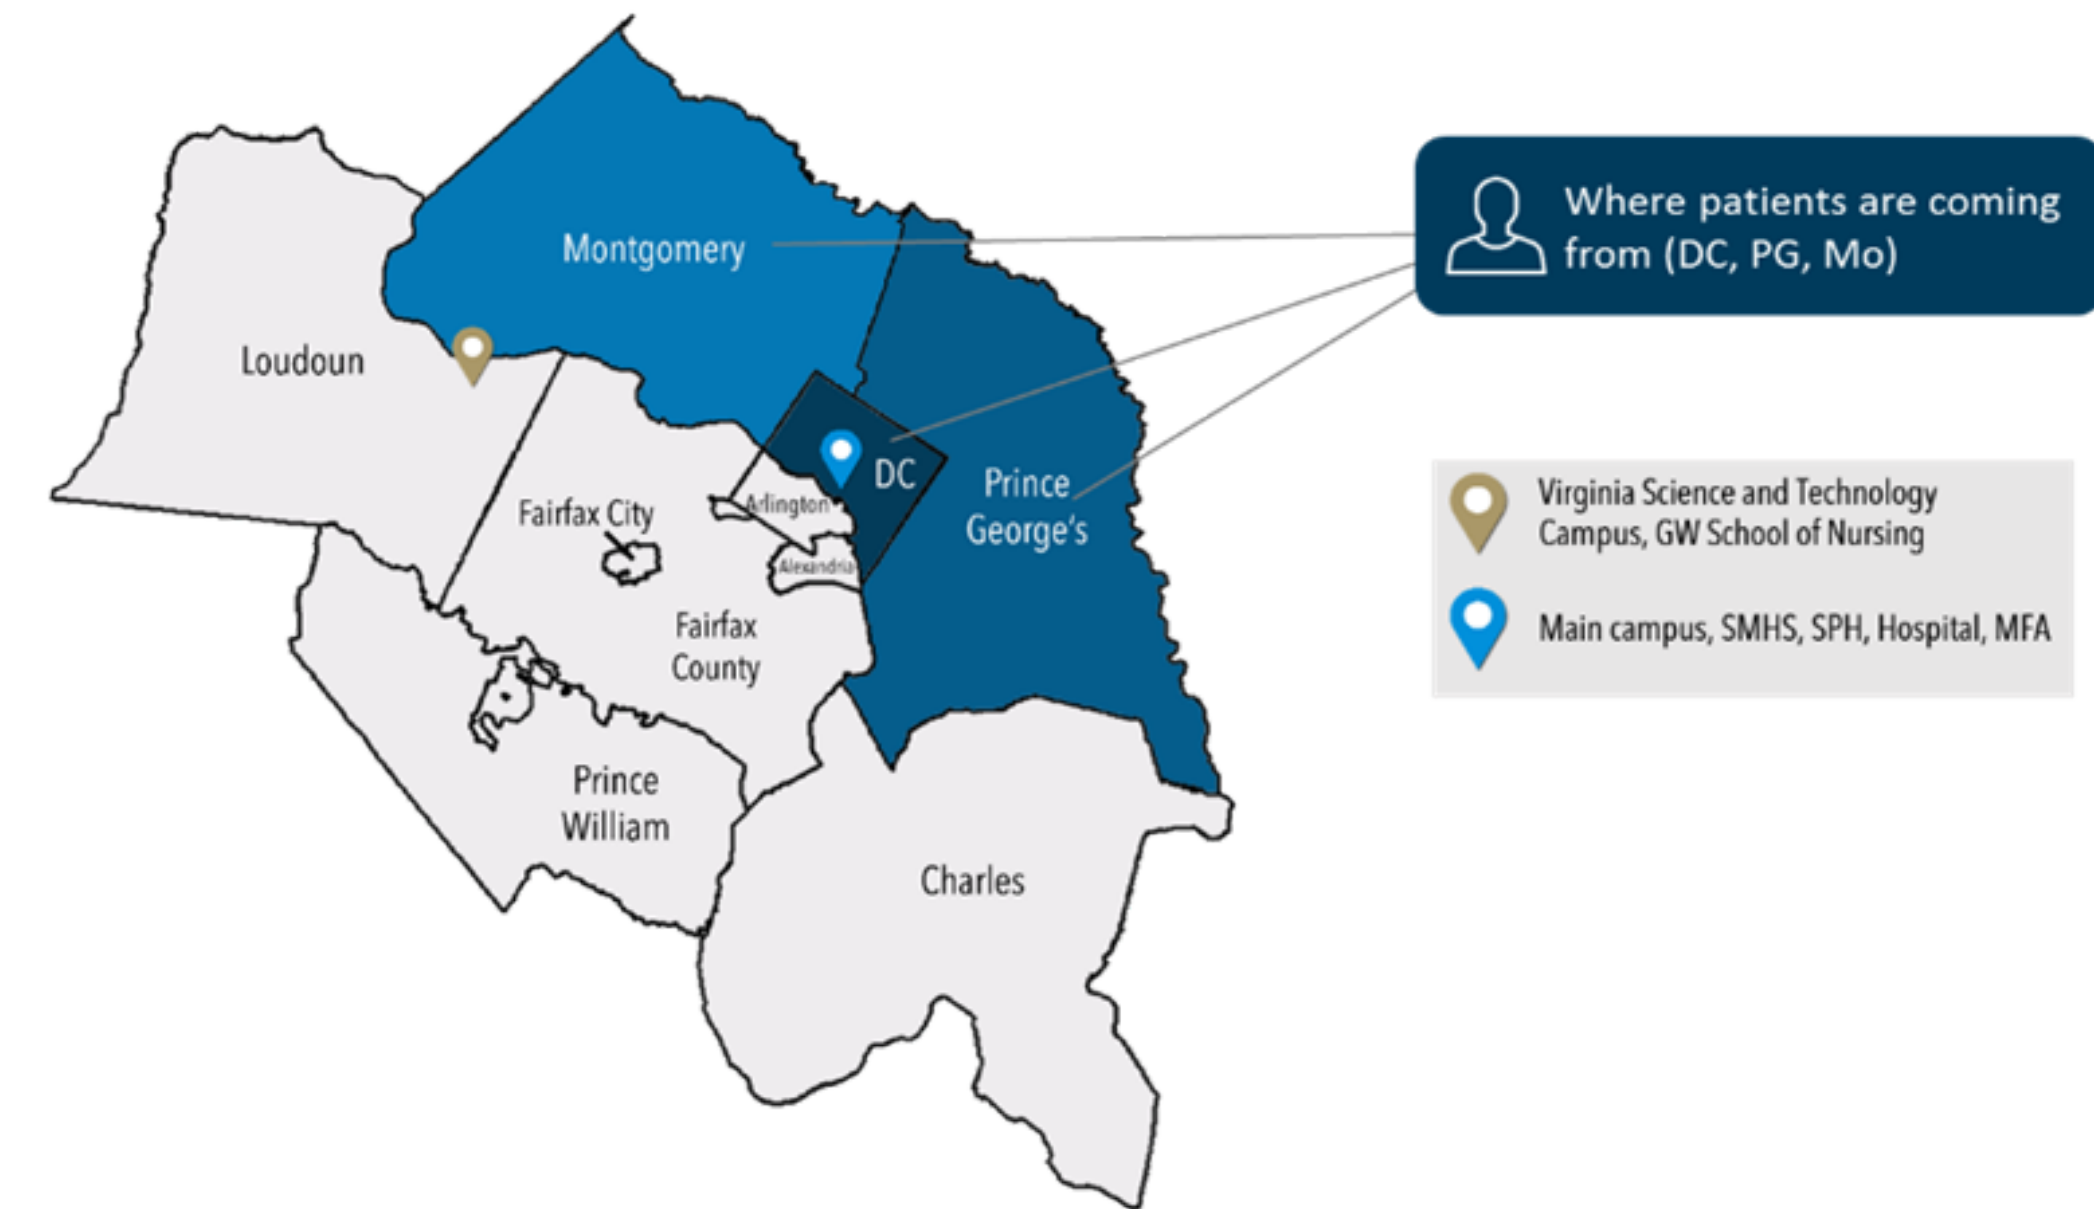 Montgomery
Where patients are coming
from (DC, PG, Mo)
Loudoun
DC
Prince
George's
Fairfax City
Arlington
Alexandria
Fairfax
County
Prince
William
Charles
Virginia Science and Technology
Campus, GW School of Nursing
Main campus, SMHS, SPH, Hospital, MFA